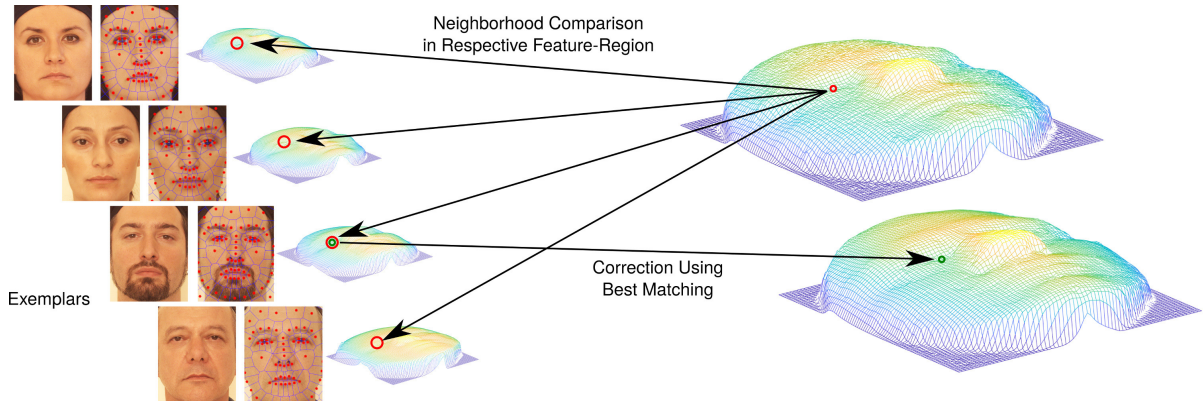 Neighborhood Comparison
in Respective Feature-Region
Correction Using
Best Matching
Exemplars